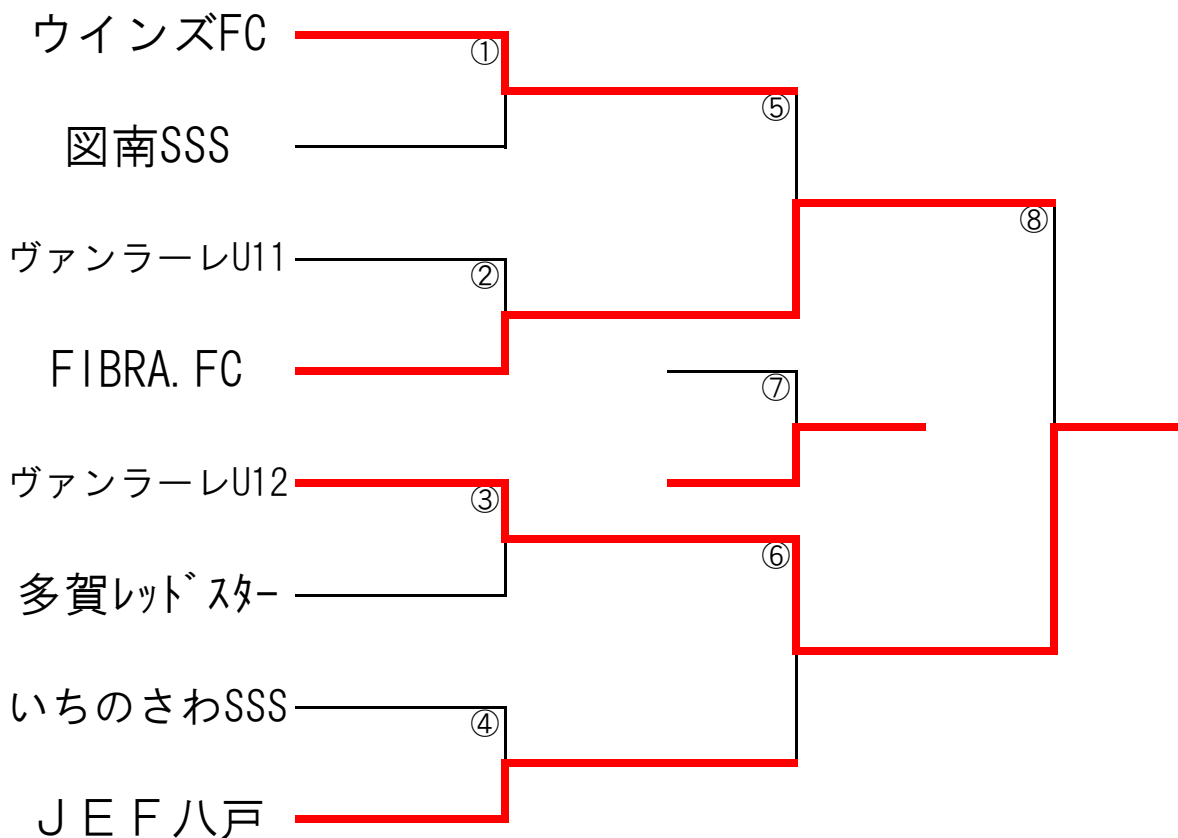 ウインズFC
①
⑤
図南SSS
⑧
ヴァンラーレU11
②
FIBRA.FC
⑦
ヴァンラーレU12
③
⑥
多賀ﾚｯﾄﾞｽﾀｰ
いちのさわSSS
④
ＪＥＦ八戸